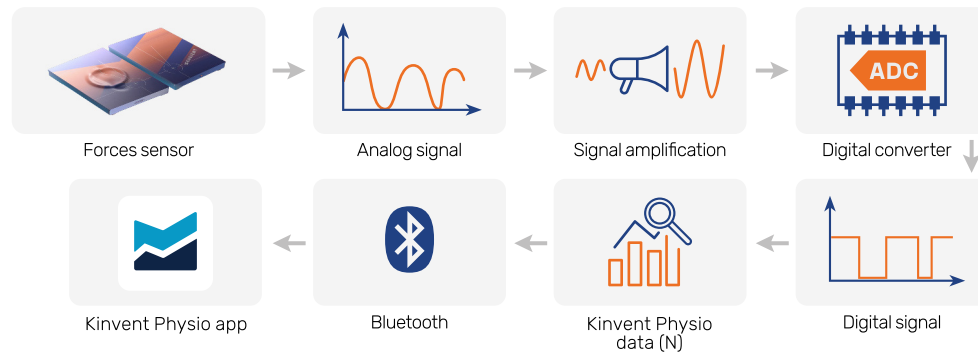 ADC
Forces sensor
Analog signal
Signal amplification
Digital converter
Kinvent Physio app
Bluetooth
Kinvent Physio
data (N)
Digital signal